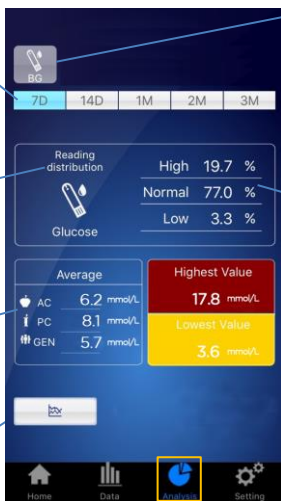 BG
7D 14D 1M 2M 3M
Reading
distribution
Glucose
High 19.7 %
Normal 77.0 %
Low 3.3 %
Average
AC 6.2 mmol/L
PC 8.1 mmol/L
GEN 5.7 mmol/L
Highest Value
17.8 mmol/L
Lowest Value
3.6 mmol/L
Home Data Analysis Setting